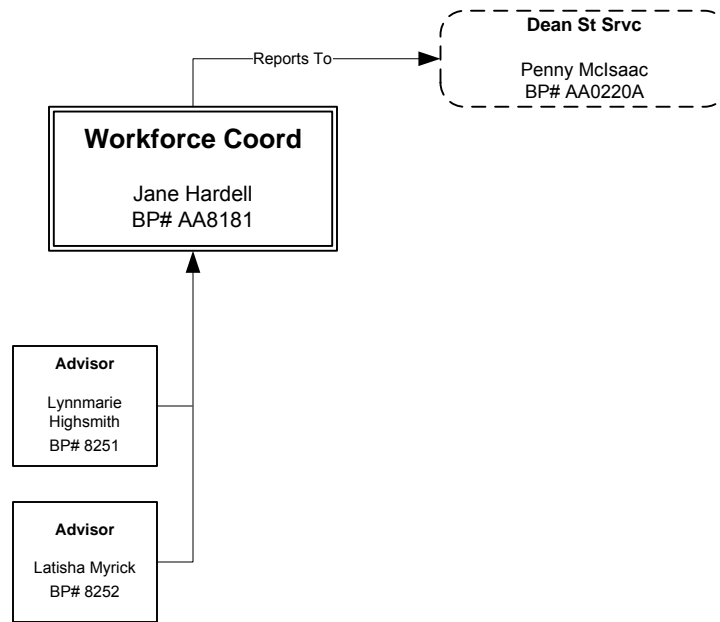 Dean St Srvc
Penny McIsaac
BP# AA0220A
Reports To
Workforce Coord
Jane Hardell
BP# AA8181
Advisor
Lynnmarie
Highsmith
BP# 8251
Advisor
Latisha Myrick
BP# 8252